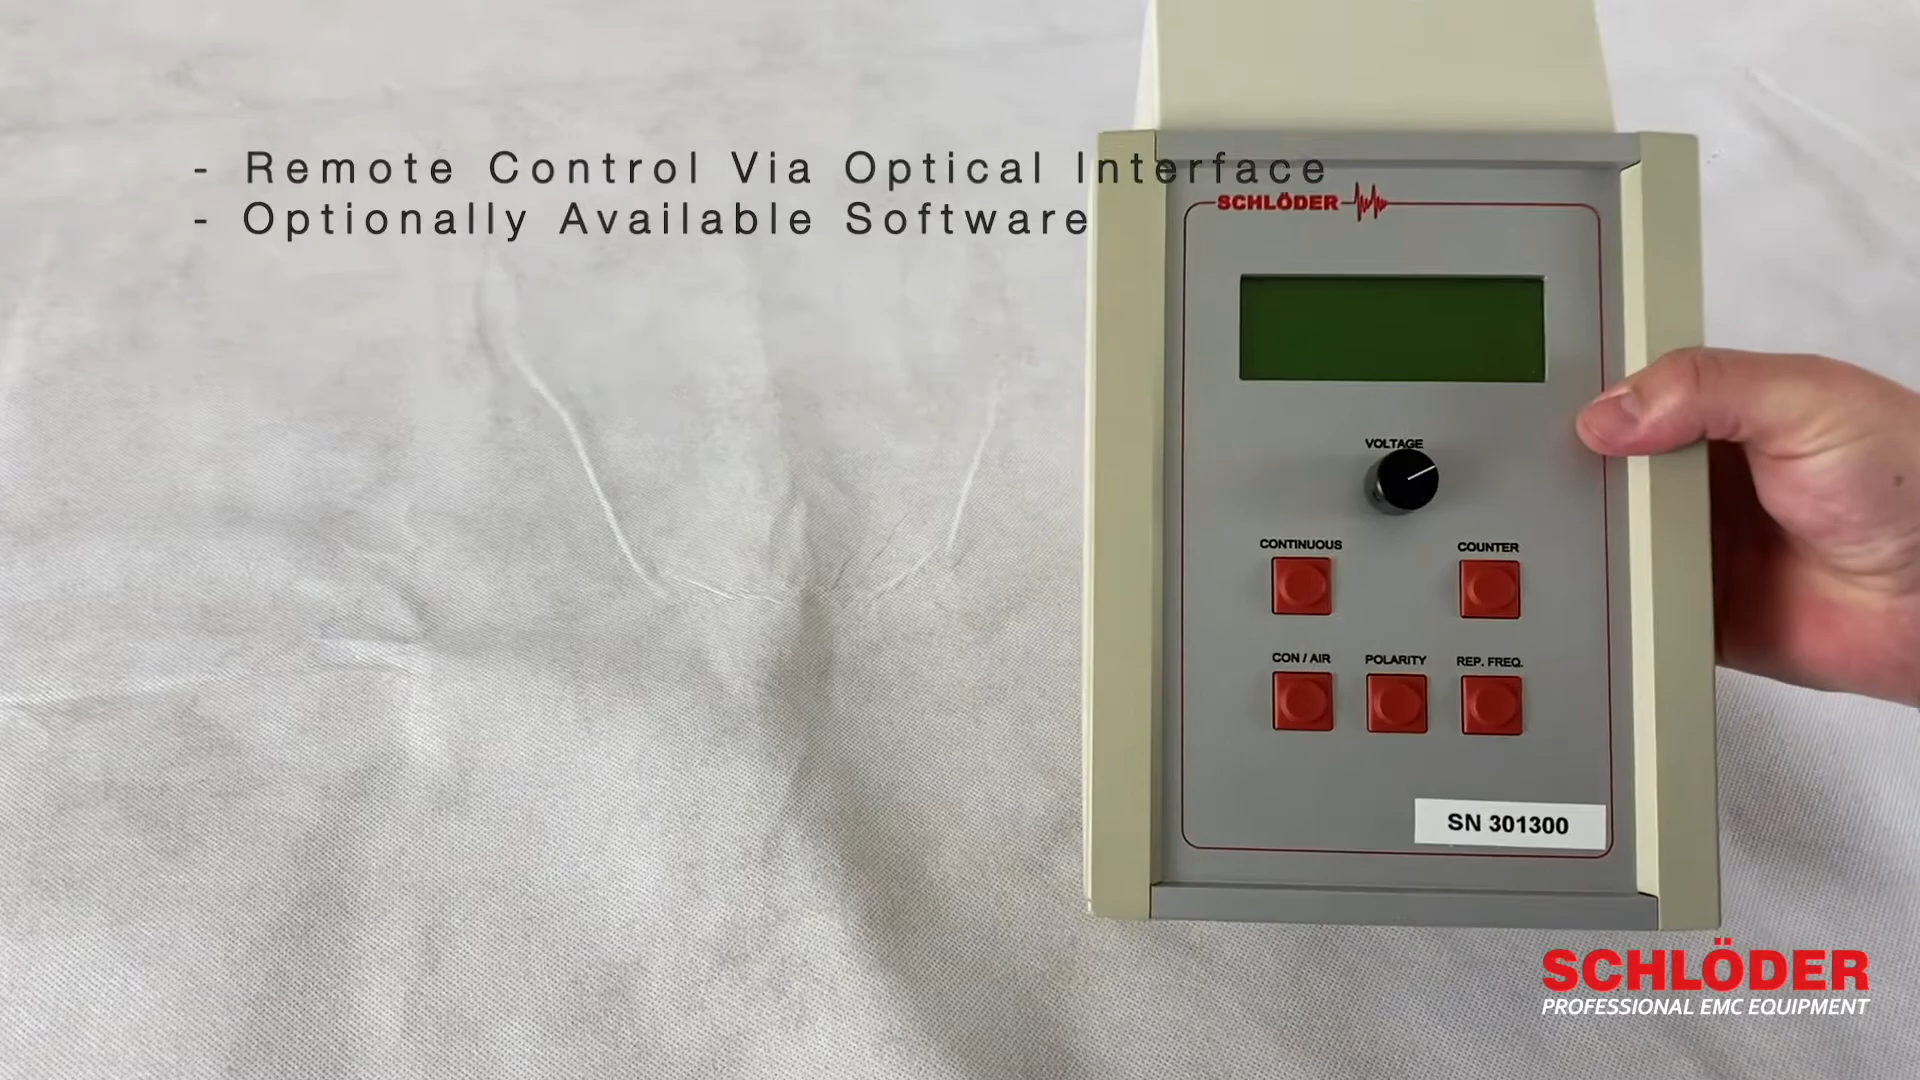 - Remote Control Via Optical Interface
- Optionally Available Software
SCHLÖDER
VOLTAGE
CONTINUOUS
COUNTER
CON / AIR
POLARITY
REP. FREQ.
SN 301300
SCHLÖDER
PROFESSIONAL EMC EQUIPMENT